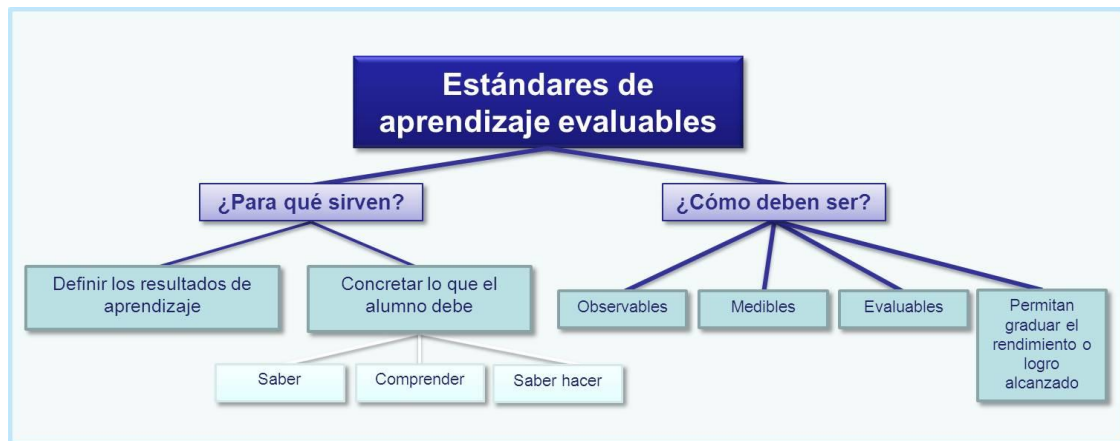 Estándares de
aprendizaje evaluables
¿Para qué sirven?
¿Cómo deben ser?
Definir los resultados de
aprendizaje
Concretar lo que el
alumno debe
Observables
Medibles
Evaluables
Permitan
graduar el
rendimiento o
logro
alcanzado
Saber
Comprender
Saber hacer